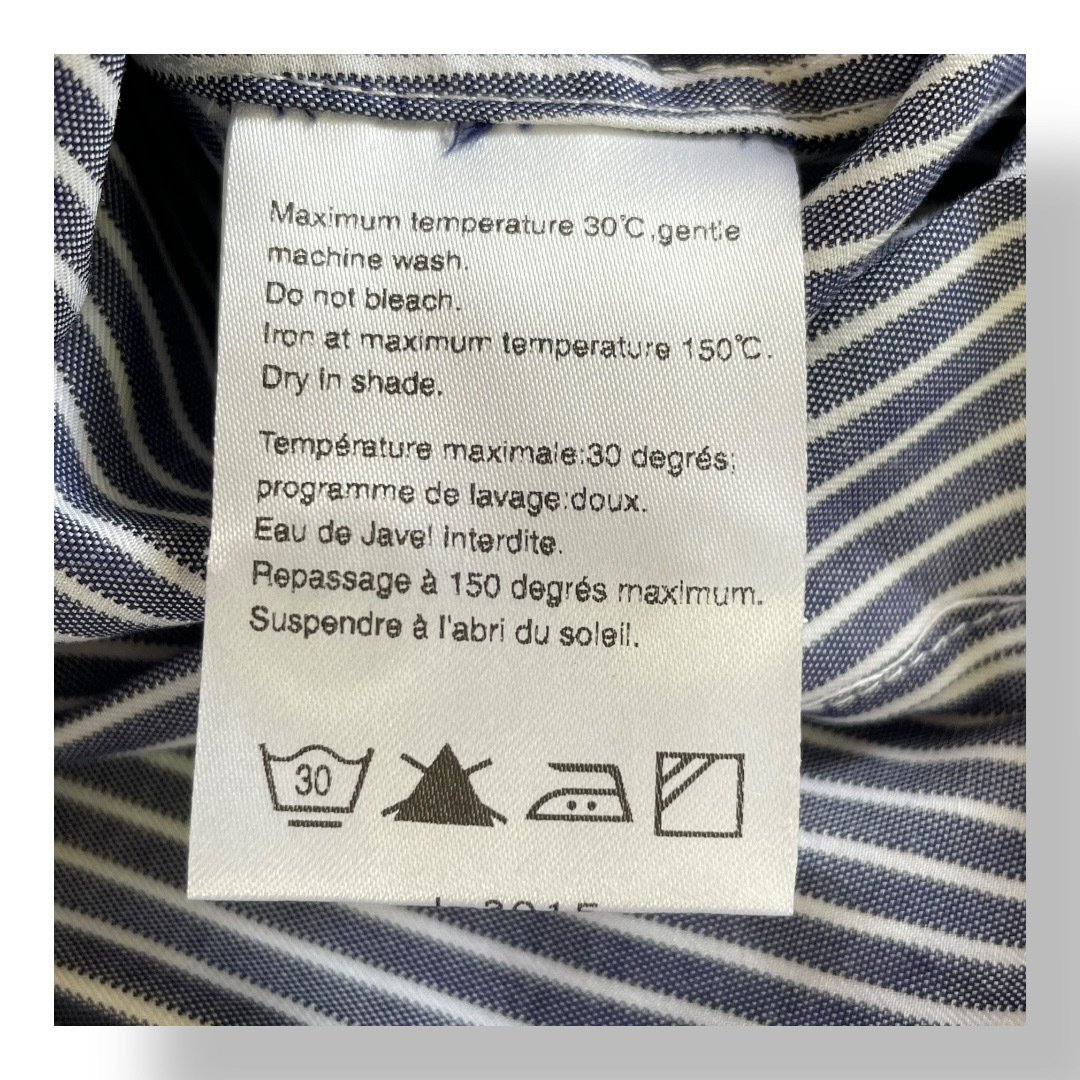 Maximum temperature 30℃,gentle
machine wash.
Do not bleach.
Iron at maximum temperature 150℃.
Dry in shade.
Température maximale:30 degrés;
programme de lavage:doux.
Eau de Javel interdite.
Repassage à 150 degrés maximum.
Suspendre à l'abri du soleil.
30